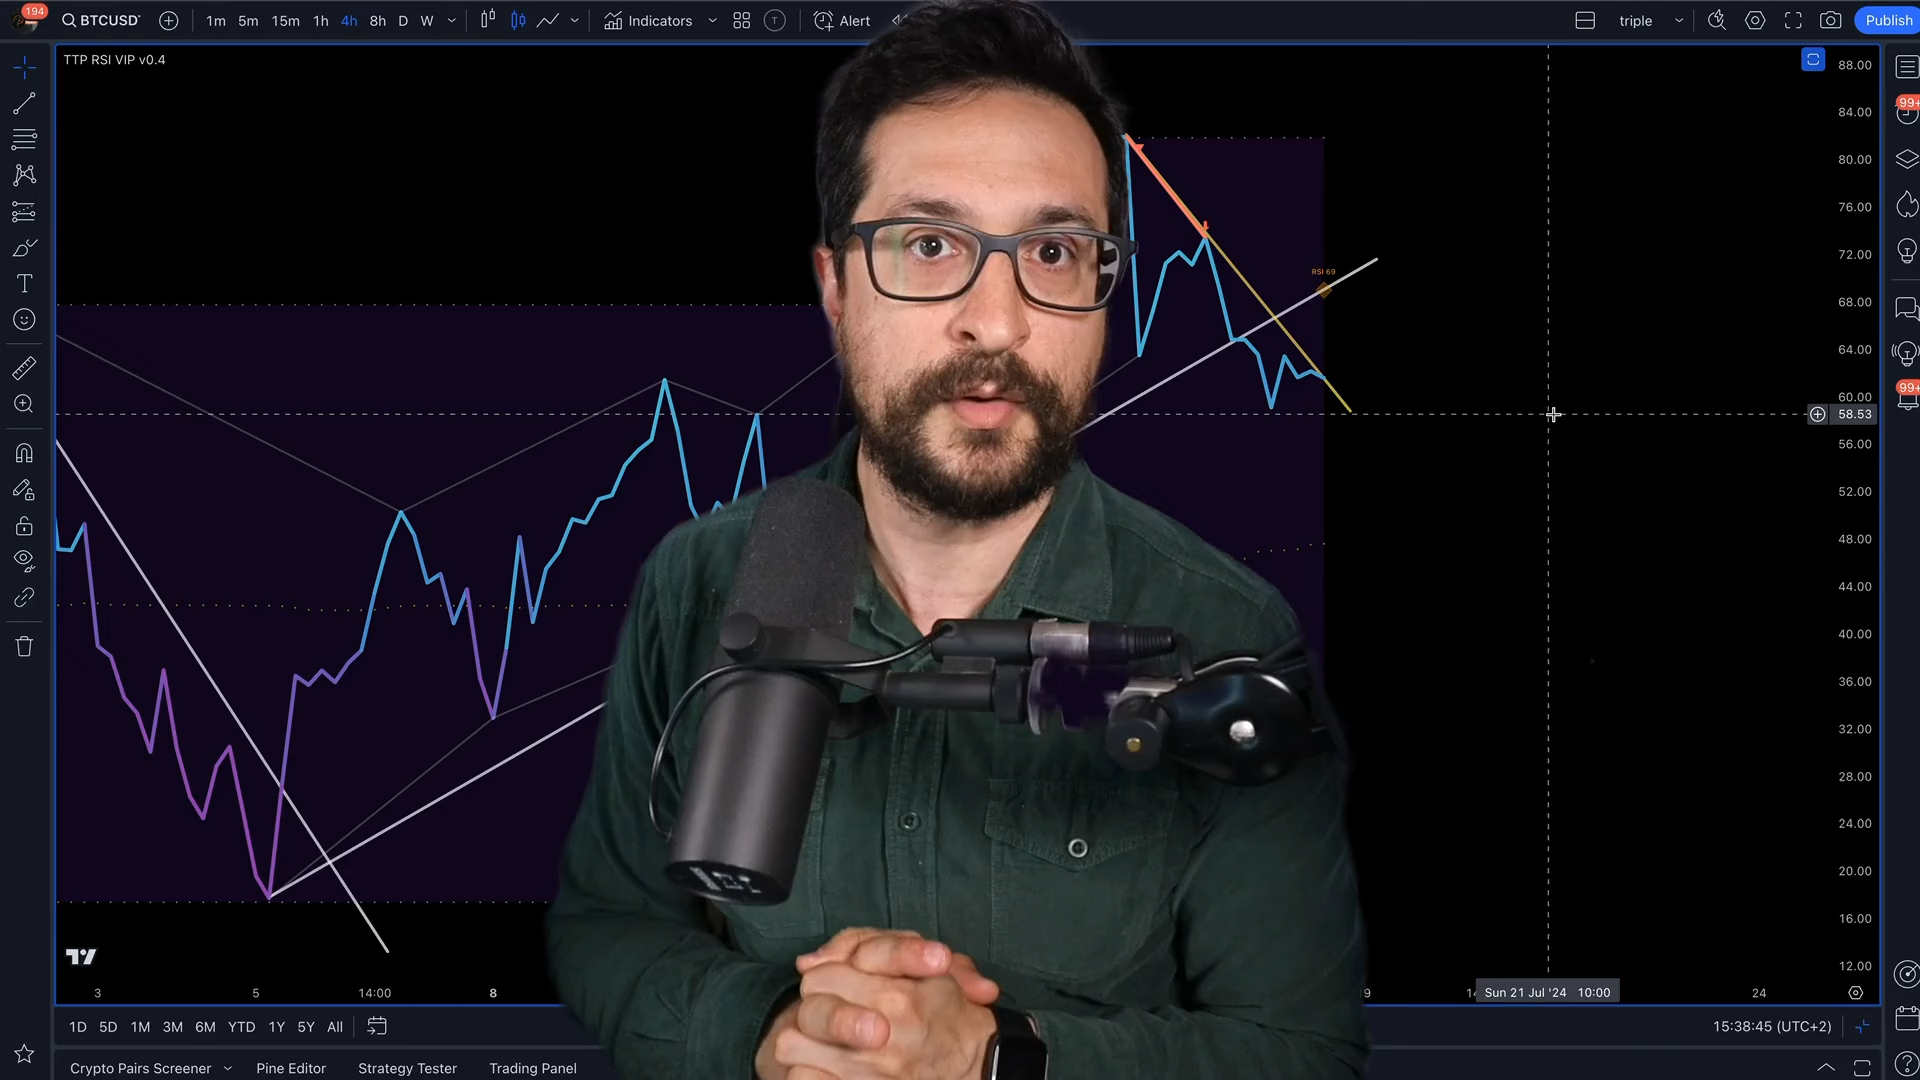 194
BTCUSD
1m 5m 15m 1h 4h 8h D W
Indicators
Alert
triple
Publish
TTP RSI VIP v0.4
88.00
84.00
80.00
76.00
72.00
68.00
64.00
60.00
58.53
56.00
52.00
48.00
44.00
40.00
36.00
32.00
28.00
24.00
20.00
16.00
12.00
99+
99+
RSI 69
3 5 14:00 8
Sun 21 Jul '24 10:00
24
1D 5D 1M 3M 6M YTD 1Y 5Y All
15:38:45 (UTC+2)
Crypto Pairs Screener Pine Editor Strategy Tester Trading Panel